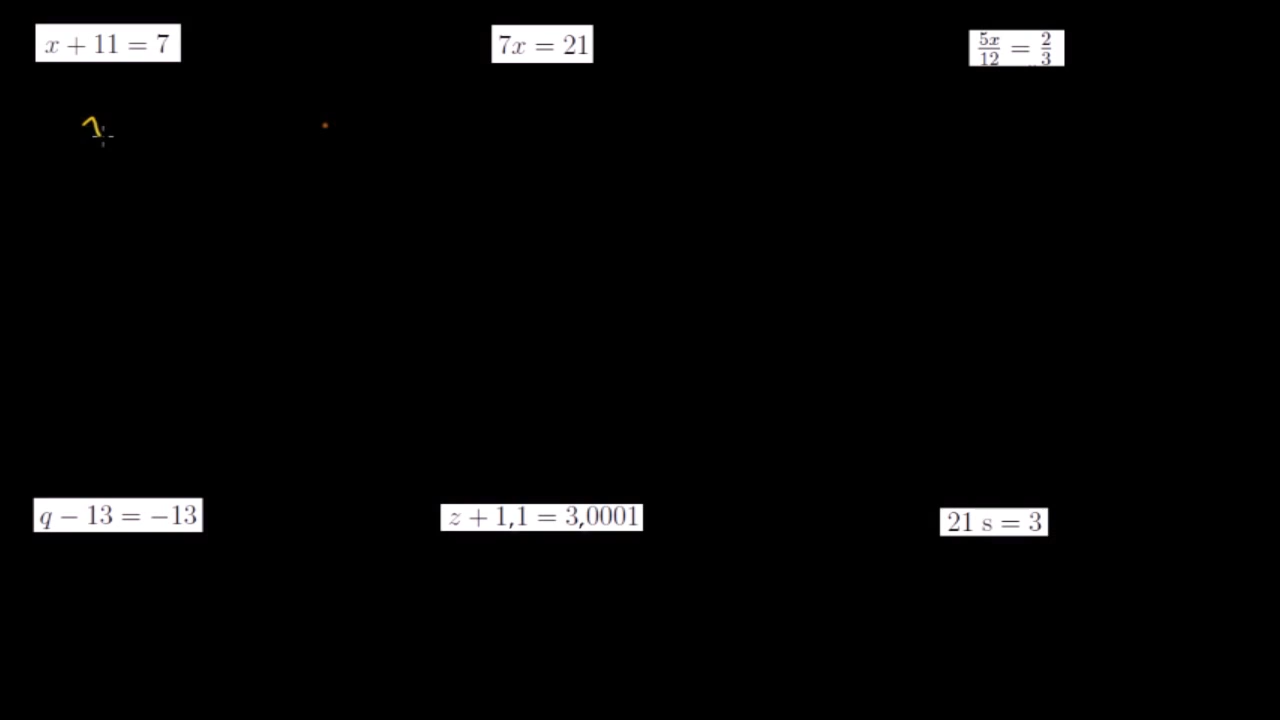 x + 11 = 7
7x = 21
5x/12 = 2/3
q − 13 = −13
z + 1,1 = 3,0001
21 s = 3